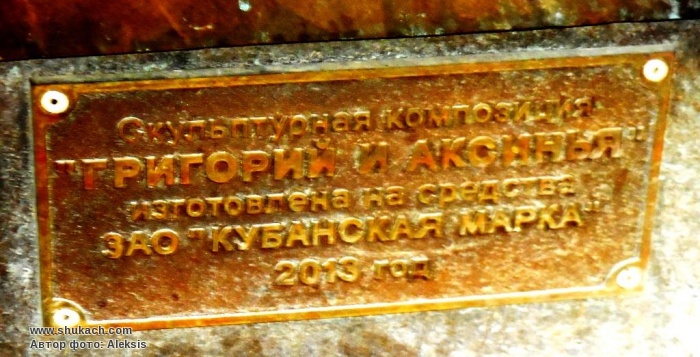 Скульптурная композиция
"ГРИГОРИЙ И АКСИНЬЯ"
изготовлена на средства
ЗАО "КУБАНСКАЯ МАРКА"
2013 год
www.shukach.com
Автор фото: Aleksis